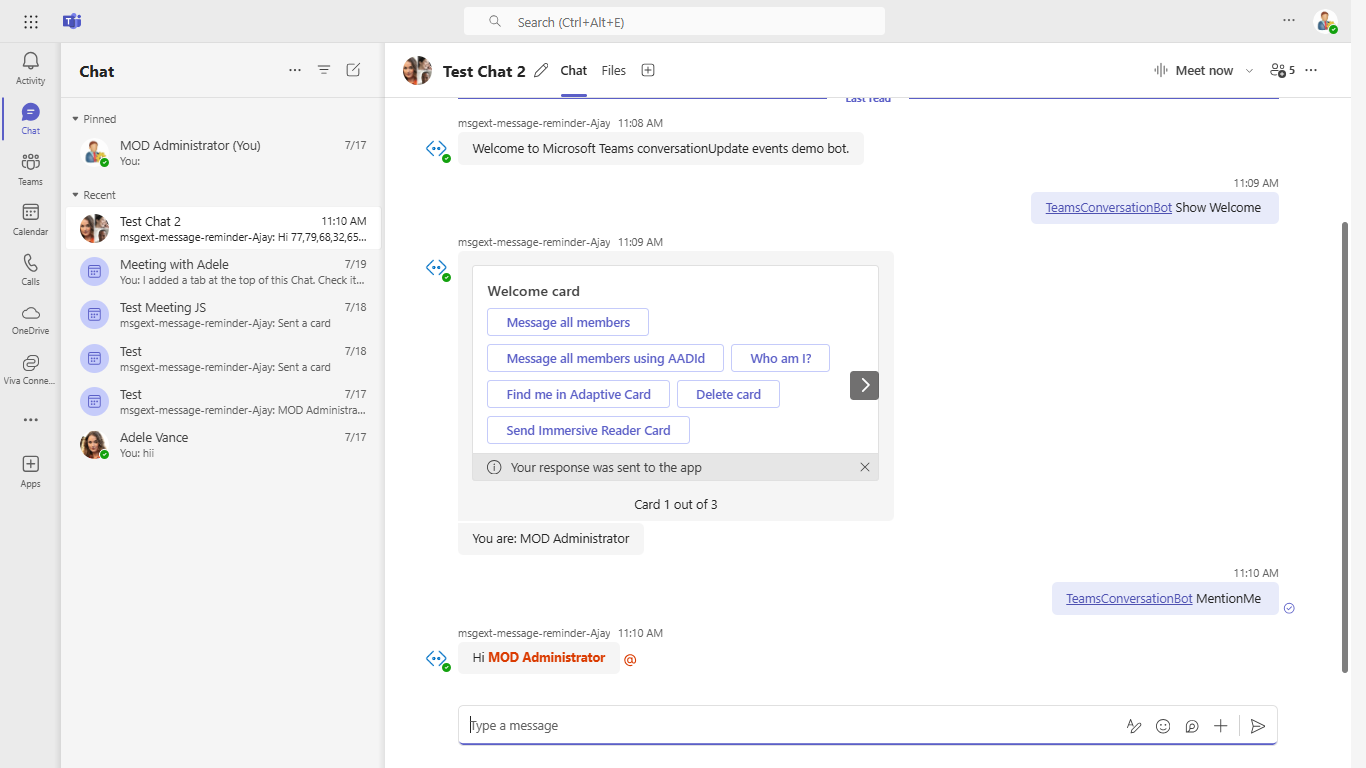 Search (Ctrl+Alt+E)
Activity
Chat
Teams
Calendar
Calls
OneDrive
Viva Conne...
Apps
Chat
Pinned
MOD Administrator (You) 7/17
You:
Recent
Test Chat 2 11:10 AM
msgext-message-reminder-Ajay: Hi 77,79,68,32,65...
Meeting with Adele 7/19
You: I added a tab at the top of this Chat. Check it...
Test Meeting JS 7/18
msgext-message-reminder-Ajay: Sent a card
Test 7/18
msgext-message-reminder-Ajay: Sent a card
Test 7/17
msgext-message-reminder-Ajay: MOD Administra...
Adele Vance 7/17
You: hii
Test Chat 2 Chat Files Meet now 5
Last read
msgext-message-reminder-Ajay 11:08 AM
Welcome to Microsoft Teams conversationUpdate events demo bot.
11:09 AM
TeamsConversationBot Show Welcome
msgext-message-reminder-Ajay 11:09 AM
Welcome card
Message all members
Message all members using AADId Who am I?
Find me in Adaptive Card Delete card
Send Immersive Reader Card
Your response was sent to the app
Card 1 out of 3
You are: MOD Administrator
11:10 AM
TeamsConversationBot MentionMe
msgext-message-reminder-Ajay 11:10 AM
Hi MOD Administrator @
Type a message